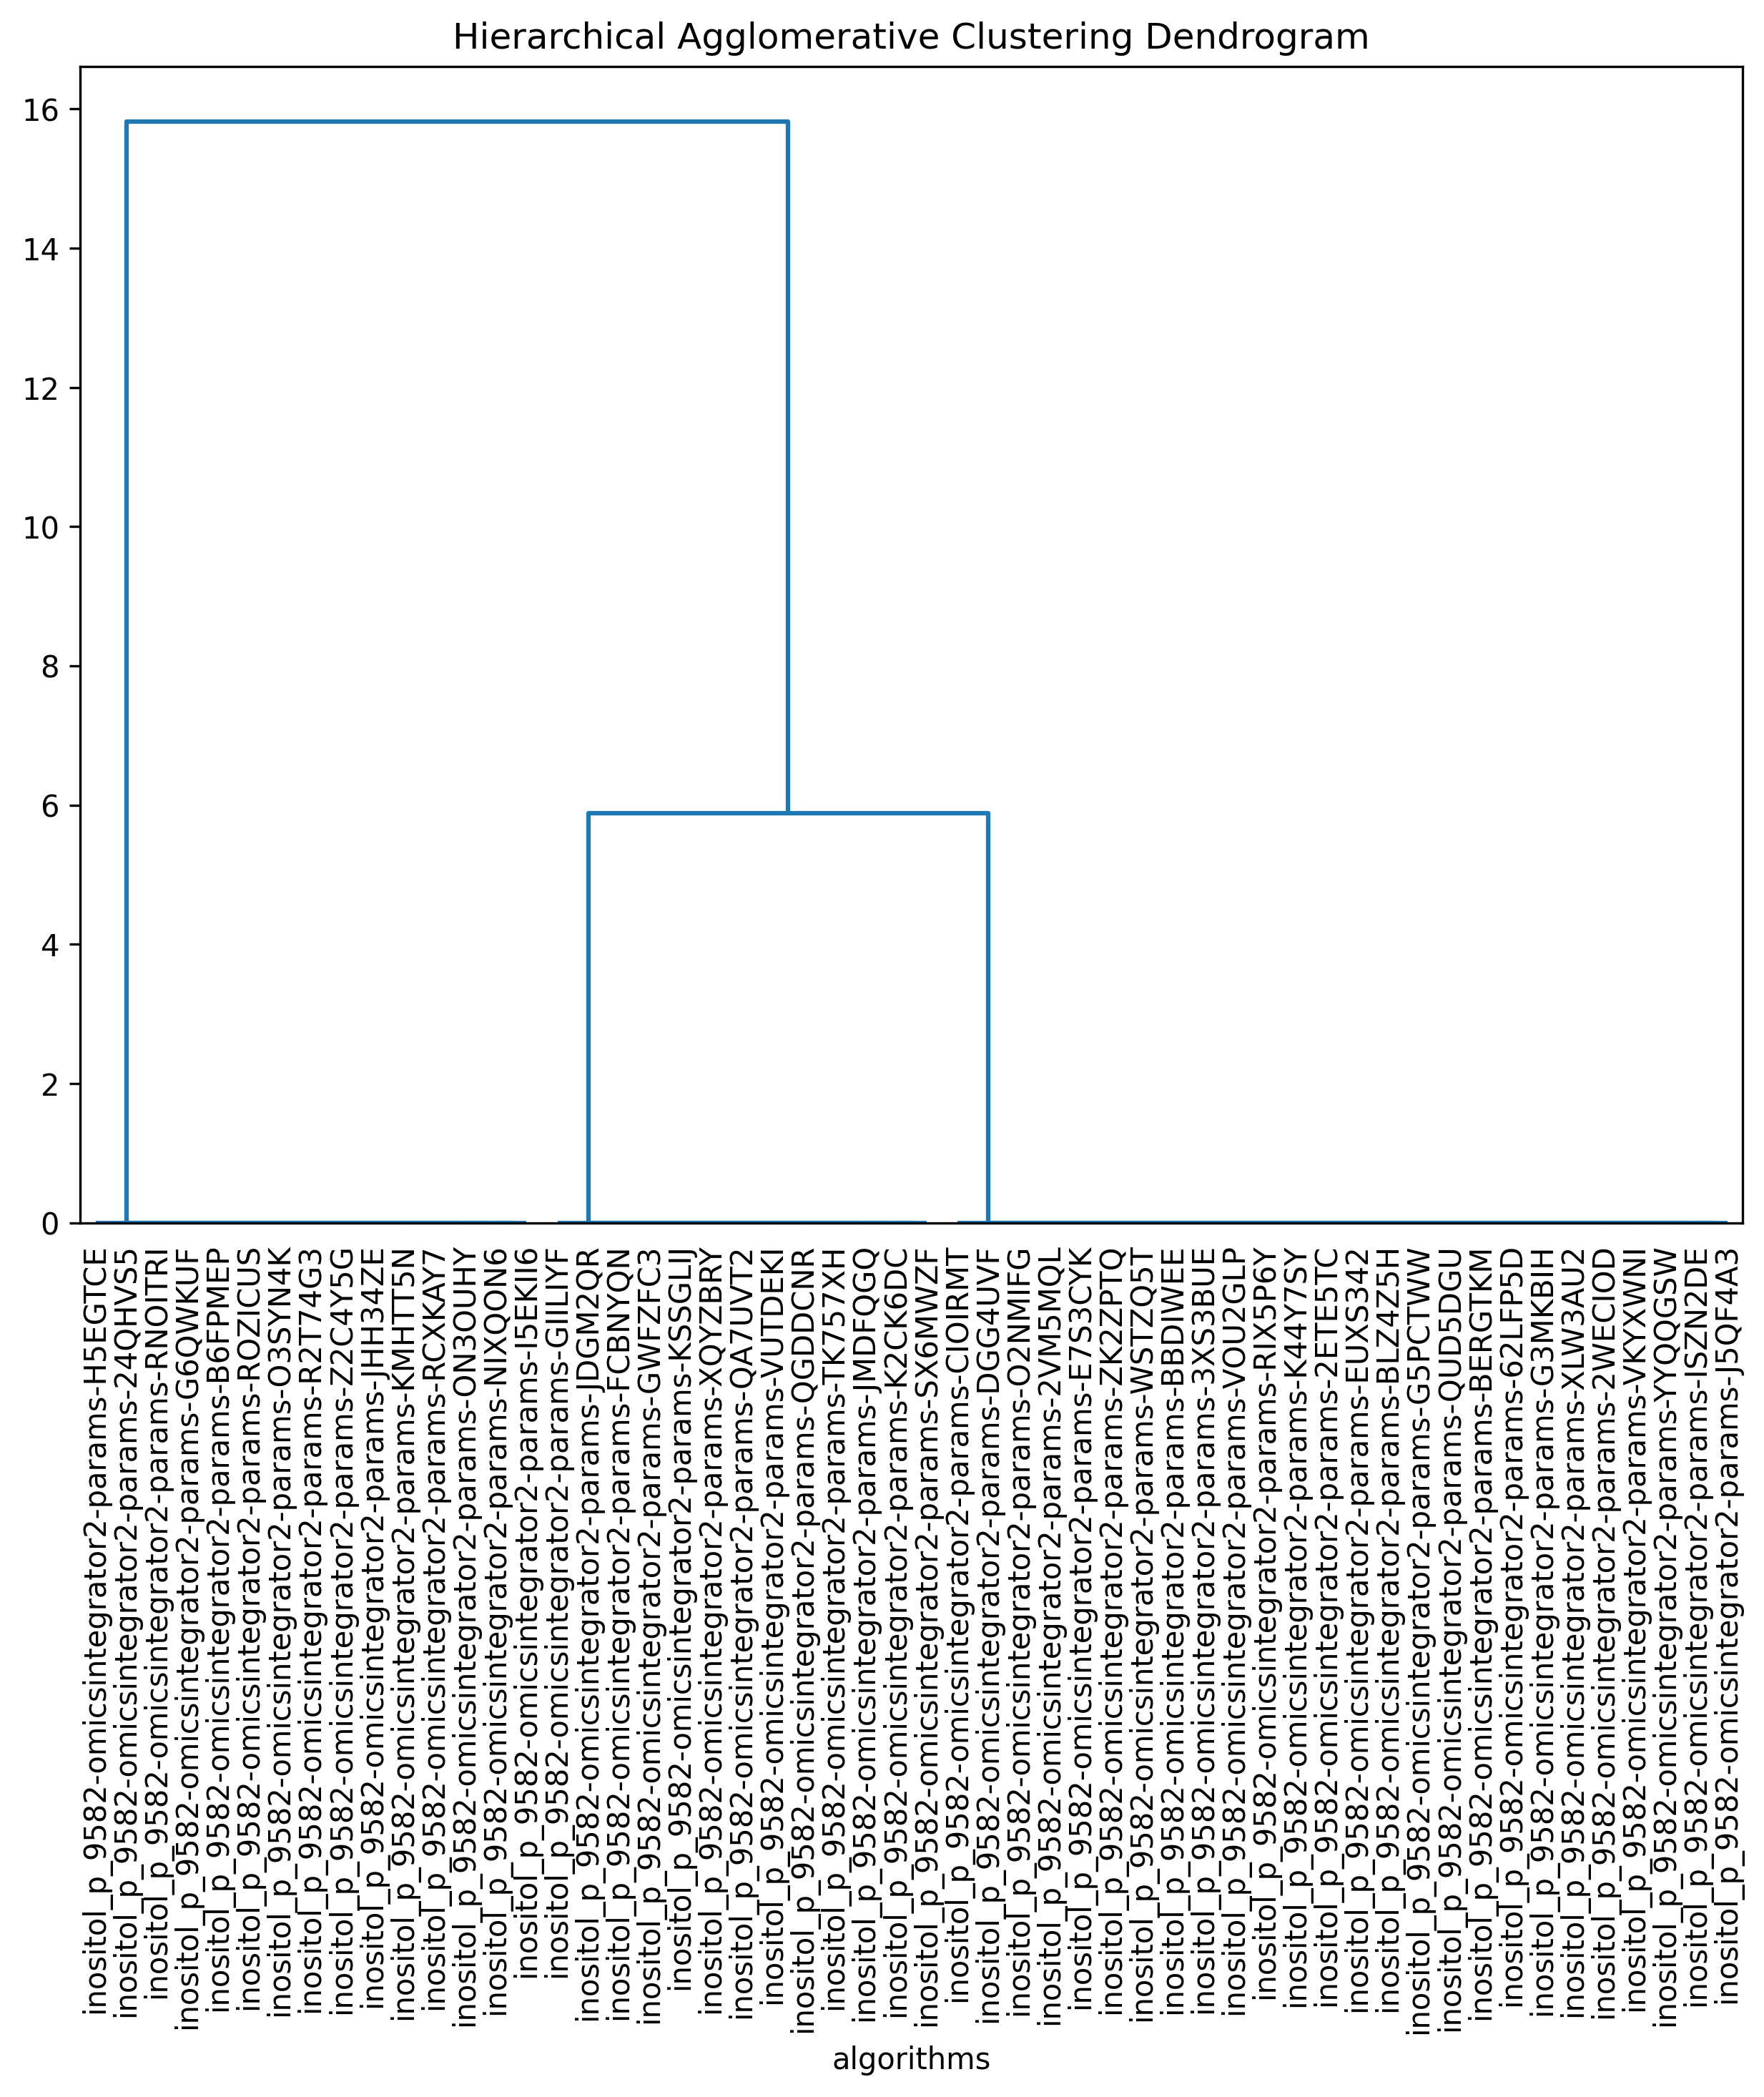 Hierarchical Agglomerative Clustering Dendrogram
16
14
12
10
8
6
4
2
0
inositol_p_9582-omicsintegrator2-params-H5EGTCE
inositol_p_9582-omicsintegrator2-params-24QHVS5
inositol_p_9582-omicsintegrator2-params-RNOITRI
inositol_p_9582-omicsintegrator2-params-G6QWKUF
inositol_p_9582-omicsintegrator2-params-B6FPMEP
inositol_p_9582-omicsintegrator2-params-ROZICUS
inositol_p_9582-omicsintegrator2-params-O3SYN4K
inositol_p_9582-omicsintegrator2-params-R2T74G3
inositol_p_9582-omicsintegrator2-params-Z2C4Y5G
inositol_p_9582-omicsintegrator2-params-JHH34ZE
inositol_p_9582-omicsintegrator2-params-KMHTT5N
inositol_p_9582-omicsintegrator2-params-RCXKAY7
inositol_p_9582-omicsintegrator2-params-ON3OUHY
inositol_p_9582-omicsintegrator2-params-NIXQQON6
inositol_p_9582-omicsintegrator2-params-I5EKII6
inositol_p_9582-omicsintegrator2-params-GIILIYF
inositol_p_9582-omicsintegrator2-params-JDGM2QR
inositol_p_9582-omicsintegrator2-params-FCBNYQN
inositol_p_9582-omicsintegrator2-params-GWFZFC3
inositol_p_9582-omicsintegrator2-params-KSSGLIJ
inositol_p_9582-omicsintegrator2-params-XQYZBRY
inositol_p_9582-omicsintegrator2-params-QA7UVT2
inositol_p_9582-omicsintegrator2-params-VUTDEKI
inositol_p_9582-omicsintegrator2-params-QGDDCNR
inositol_p_9582-omicsintegrator2-params-TK757XH
inositol_p_9582-omicsintegrator2-params-JMDFQGQ
inositol_p_9582-omicsintegrator2-params-K2CK6DC
inositol_p_9582-omicsintegrator2-params-SX6MWZF
inositol_p_9582-omicsintegrator2-params-CIOIRMT
inositol_p_9582-omicsintegrator2-params-DGG4UVF
inositol_p_9582-omicsintegrator2-params-O2NMIFG
inositol_p_9582-omicsintegrator2-params-2VM5MQL
inositol_p_9582-omicsintegrator2-params-E7S3CYK
inositol_p_9582-omicsintegrator2-params-ZK2ZPTQ
inositol_p_9582-omicsintegrator2-params-WSTZQ5T
inositol_p_9582-omicsintegrator2-params-BBDIWEE
inositol_p_9582-omicsintegrator2-params-3XS3BUE
inositol_p_9582-omicsintegrator2-params-VOU2GLP
inositol_p_9582-omicsintegrator2-params-RIX5P6Y
inositol_p_9582-omicsintegrator2-params-K44Y7SY
inositol_p_9582-omicsintegrator2-params-2ETE5TC
inositol_p_9582-omicsintegrator2-params-EUXS342
inositol_p_9582-omicsintegrator2-params-BLZ4Z5H
inositol_p_9582-omicsintegrator2-params-G5PCTWW
inositol_p_9582-omicsintegrator2-params-QUD5DGU
inositol_p_9582-omicsintegrator2-params-BERGTKM
inositol_p_9582-omicsintegrator2-params-62LFP5D
inositol_p_9582-omicsintegrator2-params-G3MKBIH
inositol_p_9582-omicsintegrator2-params-XLW3AU2
inositol_p_9582-omicsintegrator2-params-2WECIOD
inositol_p_9582-omicsintegrator2-params-VKYXWNI
inositol_p_9582-omicsintegrator2-params-YYQQGSW
inositol_p_9582-omicsintegrator2-params-ISZN2DE
inositol_p_9582-omicsintegrator2-params-J5QF4A3
algorithms